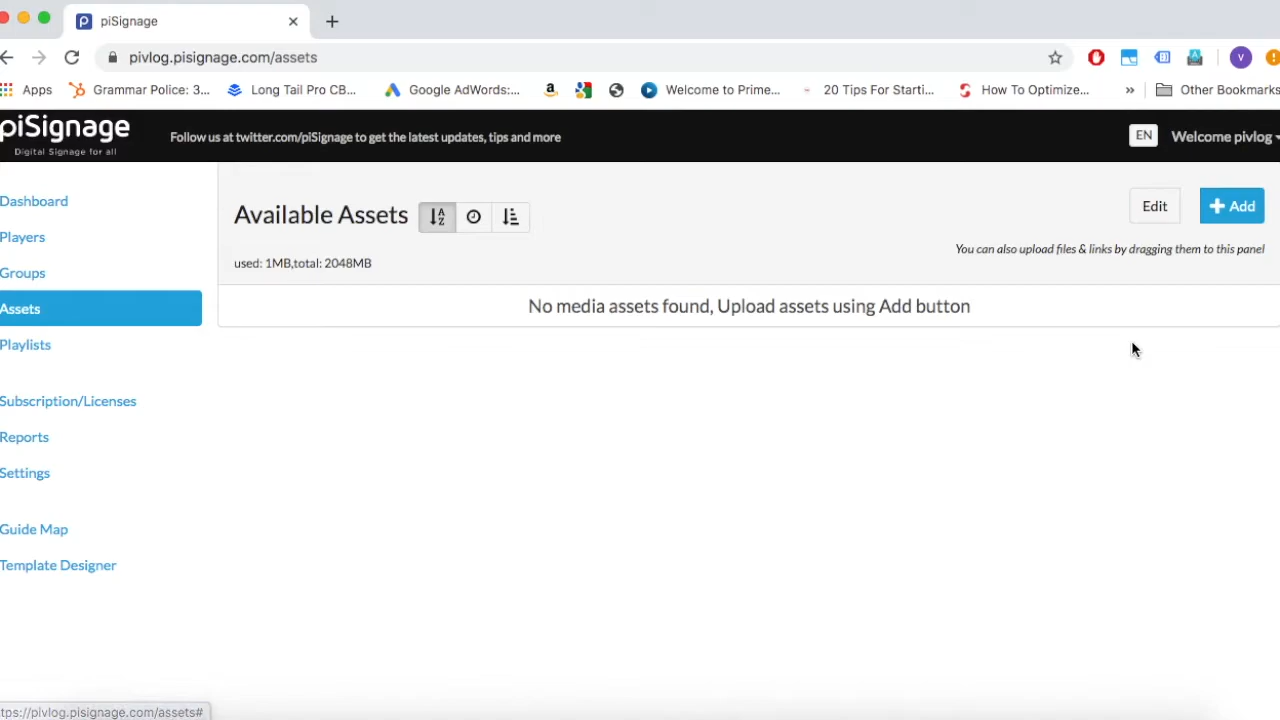 piSignage
pivlog.pisignage.com/assets
Apps
Grammar Police: 3...
Long Tail Pro CB...
Google AdWords:...
Welcome to Prime...
20 Tips For Starti...
How To Optimize...
»
Other Bookmarks
V
piSignage
Digital Signage for all
Follow us at twitter.com/piSignage to get the latest updates, tips and more
EN
Welcome pivlog
Dashboard
Players
Groups
Assets
Playlists
Subscription/Licenses
Reports
Settings
Guide Map
Template Designer
Available Assets
used: 1MB,total: 2048MB
Edit
+ Add
You can also upload files & links by dragging them to this panel
No media assets found, Upload assets using Add button
tps://pivlog.pisignage.com/assets#